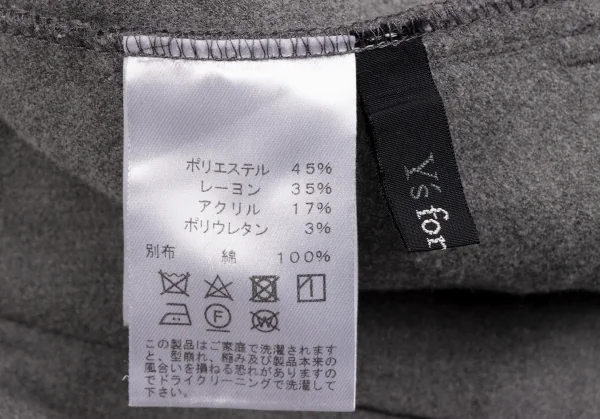 ポリエステル 45%
レーヨン 35%
アクリル 17%
ポリウレタン 3%
別布 綿 100%
この製品はご家庭で洗濯されます
と、型崩れ、縮み及び製品本来の
風合いを損ねる恐れがありますの
でドライクリーニングで洗濯して
下さい。
Y's for